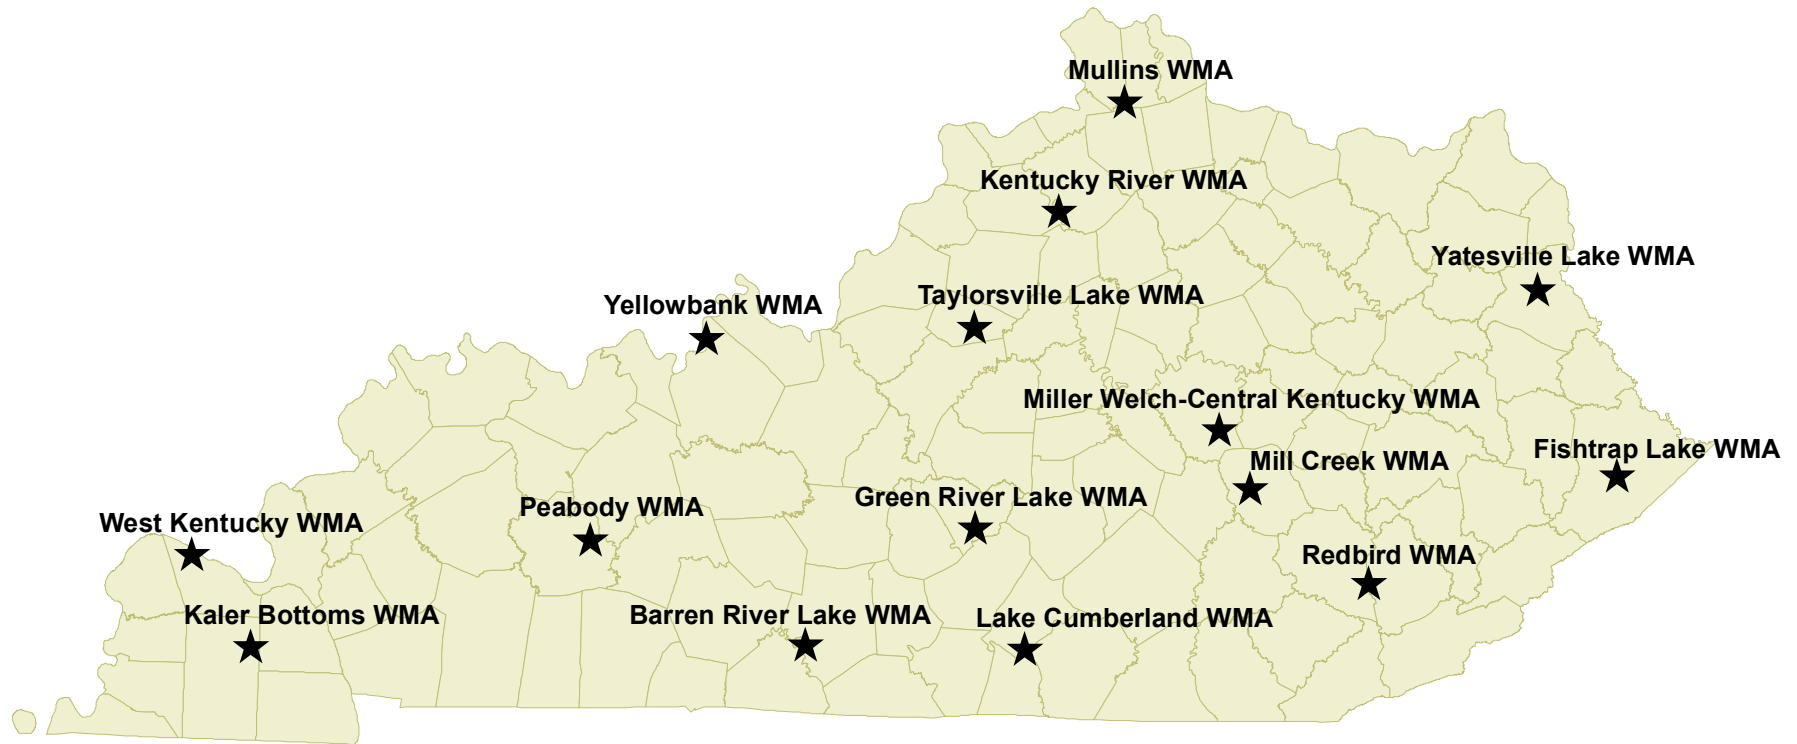 Mullins WMA
Kentucky River WMA
Yatesville Lake WMA
Taylorsville Lake WMA
Yellowbank WMA
Miller Welch-Central Kentucky WMA
Fishtrap Lake WMA
Mill Creek WMA
Green River Lake WMA
Peabody WMA
West Kentucky WMA
Redbird WMA
Kaler Bottoms WMA
Barren River Lake WMA
Lake Cumberland WMA